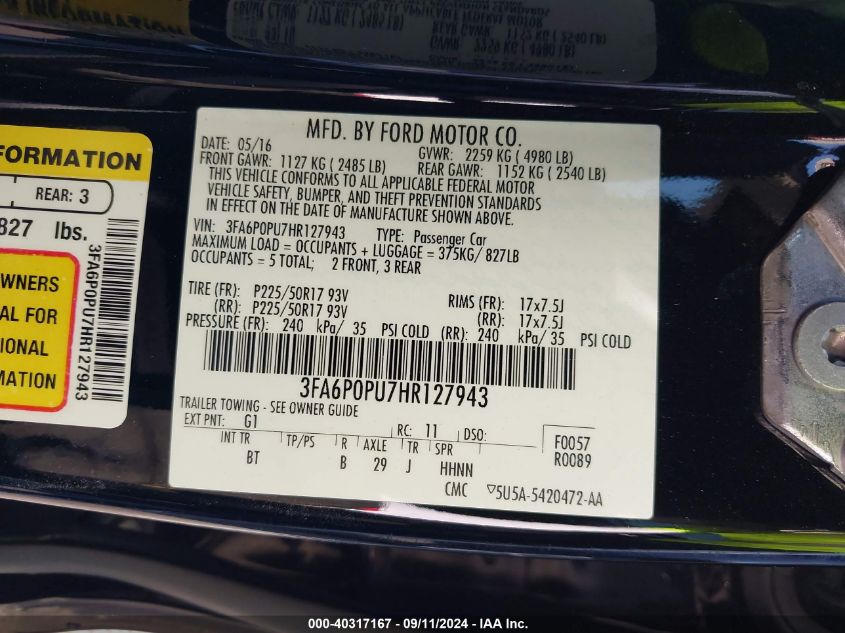 MFD. BY FORD MOTOR CO.
DATE: 05/16 GVWR: 2259 KG ( 4980 LB)
FRONT GAWR: 1127 KG ( 2485 LB) REAR GAWR: 1152 KG ( 2540 LB)
THIS VEHICLE CONFORMS TO ALL APPLICABLE FEDERAL MOTOR
VEHICLE SAFETY, BUMPER, AND THEFT PREVENTION STANDARDS
IN EFFECT ON THE DATE OF MANUFACTURE SHOWN ABOVE.
VIN: 3FA6P0PU7HR127943 TYPE: Passenger Car
MAXIMUM LOAD = OCCUPANTS + LUGGAGE = 375KG/ 827LB
OCCUPANTS = 5 TOTAL; 2 FRONT, 3 REAR
TIRE (FR): P225/50R17 93V RIMS (FR): 17x7.5J
(RR): P225/50R17 93V (RR): 17x7.5J
PRESSURE (FR): 240 kPa/ 35 PSI COLD (RR): 240 kPa/ 35 PSI COLD
3FA6P0PU7HR127943
TRAILER TOWING - SEE OWNER GUIDE
EXT PNT: G1 RC: 11 DSO: F0057
INT TR TP/PS R AXLE TR SPR R0089
BT B 29 J HHNN
CMC ▽5U5A-5420472-AA
FORMATION
REAR: 3
827 lbs.
3FA6P0PU7HR127943
OWNERS
AL FOR
IONAL
MATION
000-40317167 - 09/11/2024 - IAA Inc.